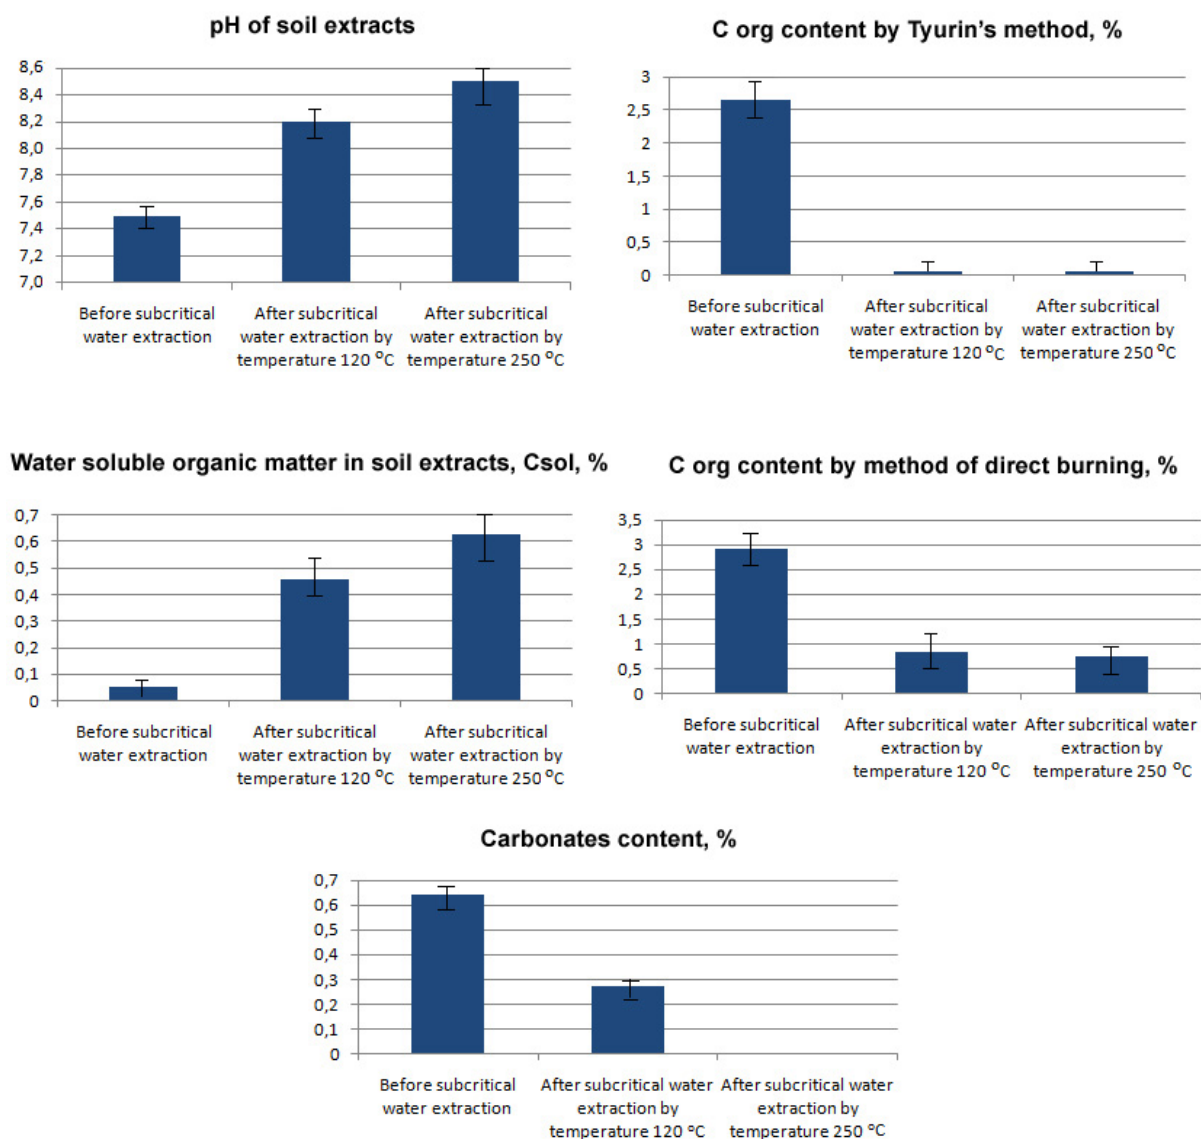 pH of soil extracts
8,6
8,4
8,2
8,0
7,8
7,6
7,4
7,2
7,0
Before subcritical
water extraction
After subcritical
water extraction by
temperature 120 °C
After subcritical
water extraction by
temperature 250 °C
C org content by Tyurin's method, %
3
2,5
2
1,5
1
0,5
0
Before subcritical
water extraction
After subcritical
water extraction by
temperature 120 °C
After subcritical
water extraction by
temperature 250 °C
Water soluble organic matter in soil extracts, Csol, %
0,7
0,6
0,5
0,4
0,3
0,2
0,1
0
Before subcritical
water extraction
After subcritical
water extraction by
temperature 120 °C
After subcritical
water extraction by
temperature 250 °C
C org content by method of direct burning, %
3,5
3
2,5
2
1,5
1
0,5
0
Before subcritical
water extraction
After subcritical water
extraction by
temperature 120 °C
After subcritical water
extraction by
temperature 250 °C
Carbonates content, %
0,7
0,6
0,5
0,4
0,3
0,2
0,1
0
Before subcritical
water extraction
After subcritical water
extraction by
temperature 120 °C
After subcritical water
extraction by
temperature 250 °C